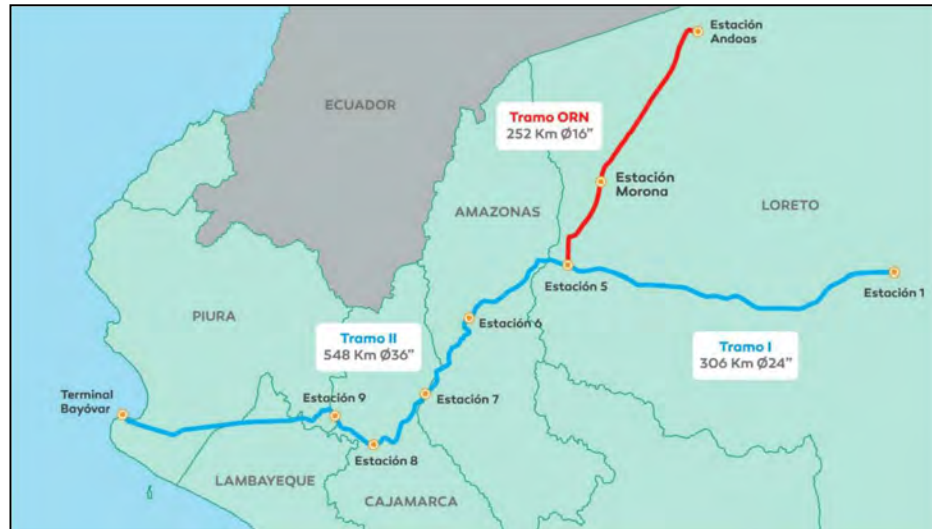 Estación
Andoas
ECUADOR
Tramo ORN
252 Km Ø16”
Estación
Morona
AMAZONAS
LORETO
Estación 5
Estación 1
PIURA
Estación 6
Tramo II
548 Km Ø36”
Tramo I
306 Km Ø24”
Terminal
Bayóvar
Estación 9
Estación 7
Estación 8
LAMBAYEQUE
CAJAMARCA